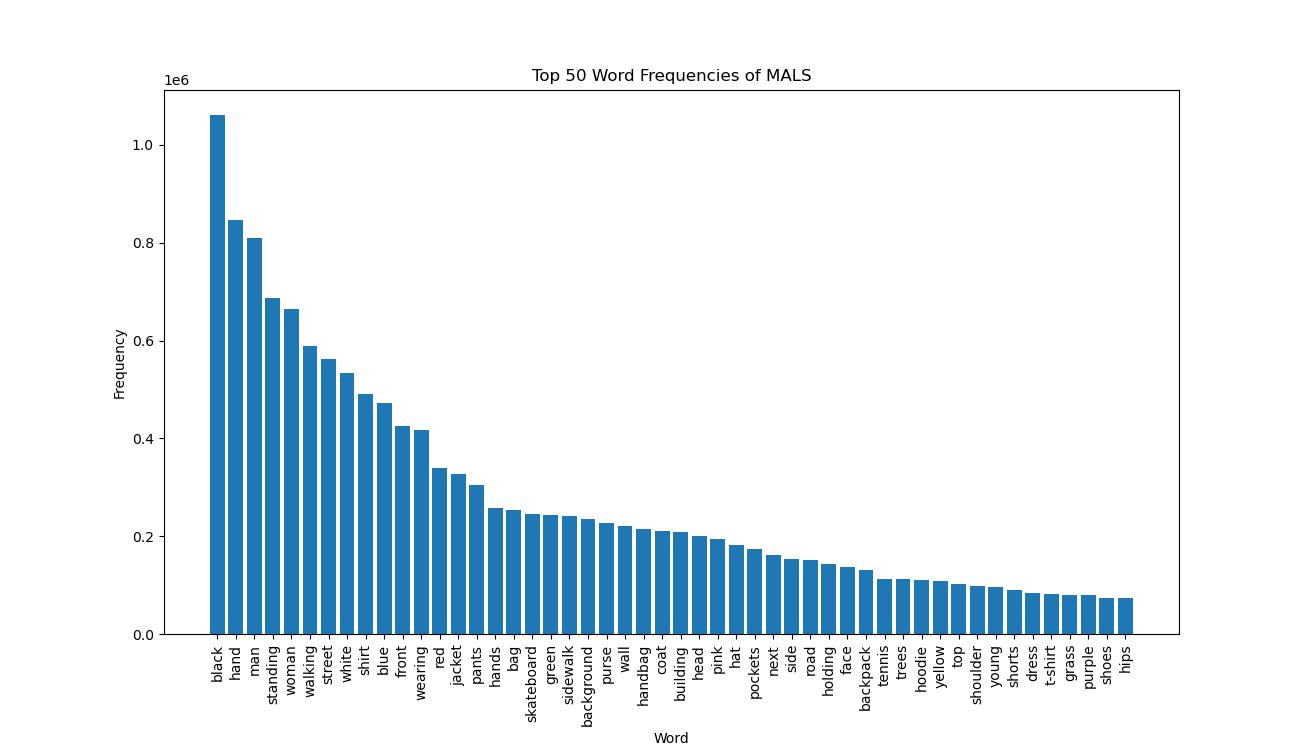 Top 50 Word Frequencies of MALS
1e6
1.0
0.8
0.6
0.4
0.2
0.0
Frequency
black
hand
man
standing
woman
walking
street
white
shirt
blue
front
wearing
red
jacket
pants
hands
bag
skateboard
green
sidewalk
background
purse
wall
handbag
coat
building
head
pink
hat
pockets
next
side
road
holding
face
backpack
tennis
trees
hoodie
yellow
top
shoulder
young
shorts
dress
t-shirt
grass
purple
shoes
hips
Word